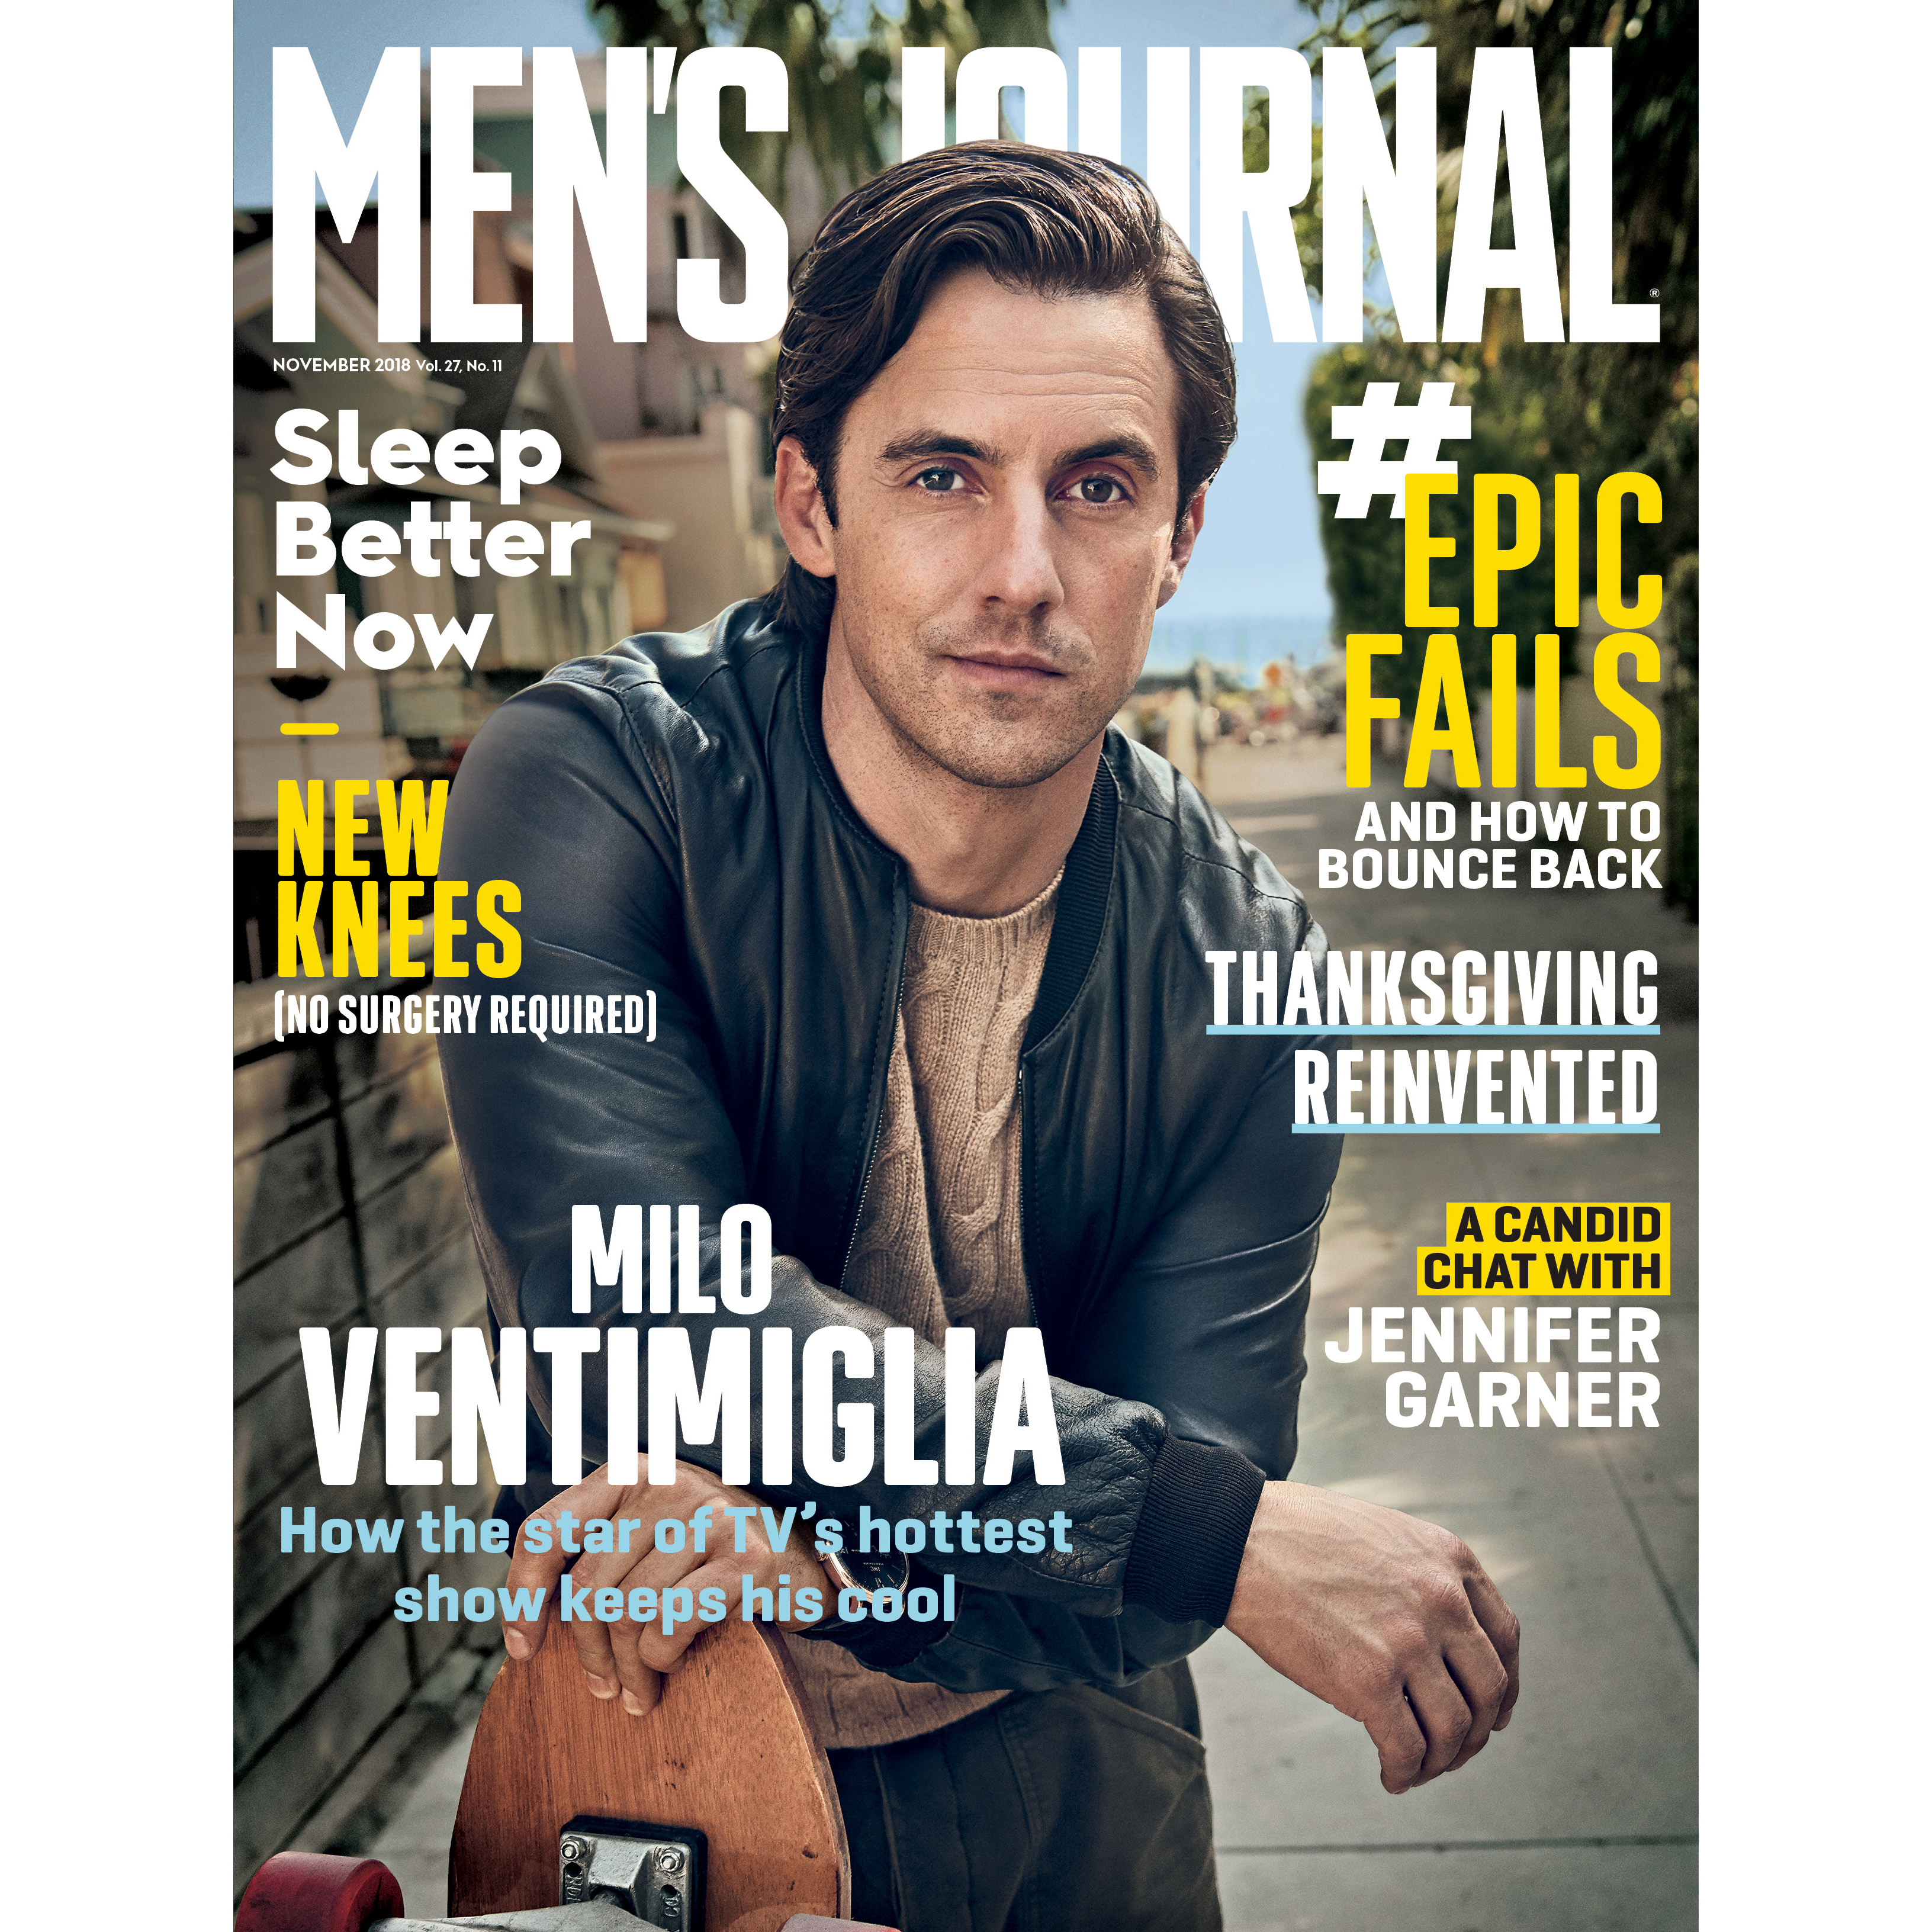 MEN'S JOURNAL
®
NOVEMBER 2018 Vol. 27, No. 11
Sleep
Better
Now
NEW
KNEES
(NO SURGERY REQUIRED)
MILO
VENTIMIGLIA
How the star of TV's hottest
show keeps his cool
#EPIC
FAILS
AND HOW TO
BOUNCE BACK
THANKSGIVING
REINVENTED
A CANDID
CHAT WITH
JENNIFER
GARNER
IWC